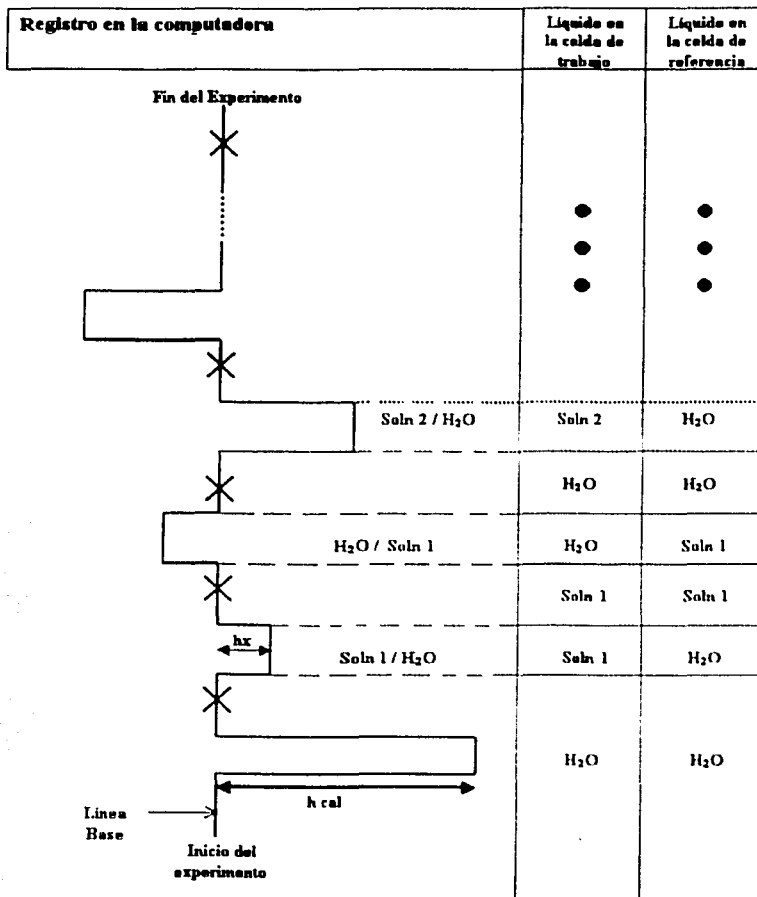 Registro en la computadora
Líquido en la celda de trabajo
Líquido en la celda de referencia
Fin del Experimento
Soln 2 / H₂O
Soln 2
H₂O
H₂O
H₂O
H₂O / Soln 1
H₂O
Soln 1
Soln 1
Soln 1
hx
Soln 1 / H₂O
Soln 1
H₂O
H₂O
H₂O
h cal
Línea
Base
Inicio del
experimento